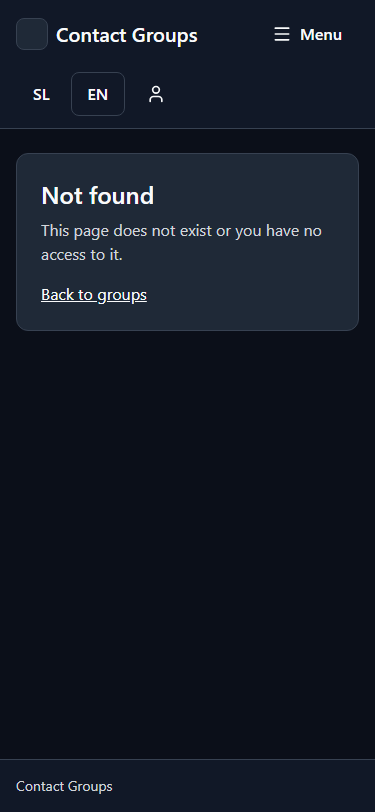 Contact Groups
Menu
SL
EN
Not found
This page does not exist or you have no
access to it.
Back to groups
Contact Groups